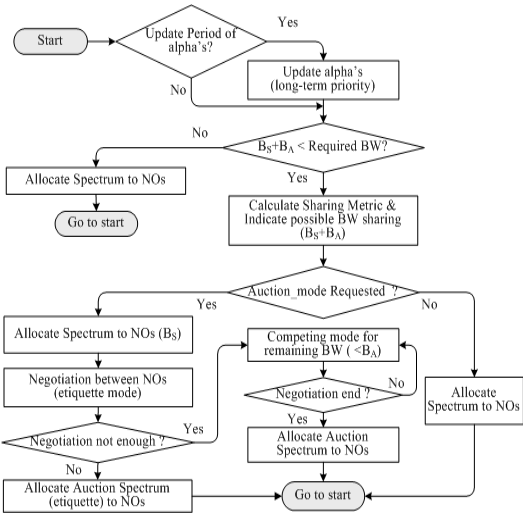 Start
Update Period of
alpha's?
Yes
Update alpha's
(long-term priority)
No
No
BS+BA < Required BW?
Allocate Spectrum to NOs
Yes
Go to start
Calculate Sharing Metric &
Indicate possible BW sharing
(BS+BA)
Auction_mode Requested ?
Yes
No
Allocate Spectrum to NOs (BS)
Competing mode for
remaining BW ( <BA)
Negotiation between NOs
(etiquette mode)
No
Negotiation end ?
Allocate
Spectrum to NOs
Yes
Yes
Negotiation not enough ?
Allocate Auction
Spectrum to NOs
No
Allocate Auction Spectrum
(etiquette) to NOs
Go to start